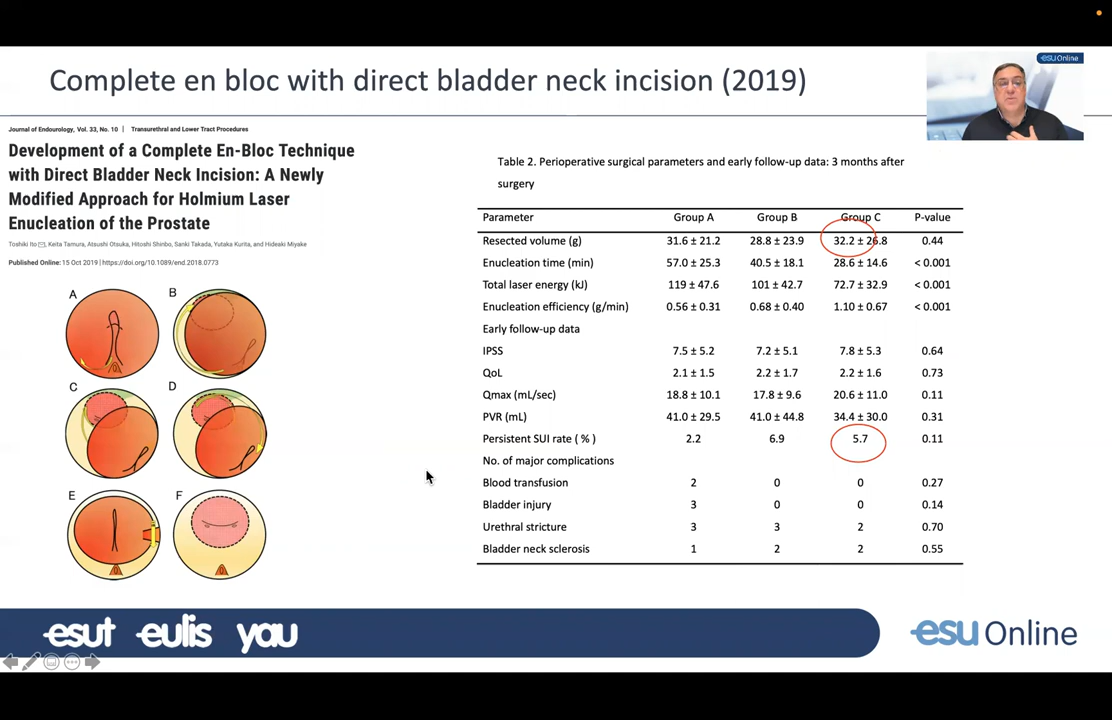 Complete en bloc with direct bladder neck incision (2019)
esu Online
Journal of Endourology, Vol. 33, No. 10 | Transurethral and Lower Tract Procedures
Development of a Complete En-Bloc Technique
with Direct Bladder Neck Incision: A Newly
Modified Approach for Holmium Laser
Enucleation of the Prostate
Toshiki Ito, Keita Tamura, Atsushi Otsuka, Hitoshi Shinbo, Sanki Takada, Yutaka Kurita, and Hideaki Miyake
Published Online: 15 Oct 2019 | https://doi.org/10.1089/end.2018.0773
A B
C D
E F
Table 2. Perioperative surgical parameters and early follow-up data: 3 months after
surgery
Parameter Group A Group B Group C P-value
Resected volume (g) 31.6 ± 21.2 28.8 ± 23.9 32.2 ± 26.8 0.44
Enucleation time (min) 57.0 ± 25.3 40.5 ± 18.1 28.6 ± 14.6 < 0.001
Total laser energy (kJ) 119 ± 47.6 101 ± 42.7 72.7 ± 32.9 < 0.001
Enucleation efficiency (g/min) 0.56 ± 0.31 0.68 ± 0.40 1.10 ± 0.67 < 0.001
Early follow-up data
IPSS 7.5 ± 5.2 7.2 ± 5.1 7.8 ± 5.3 0.64
QoL 2.1 ± 1.5 2.2 ± 1.7 2.2 ± 1.6 0.73
Qmax (mL/sec) 18.8 ± 10.1 17.8 ± 9.6 20.6 ± 11.0 0.11
PVR (mL) 41.0 ± 29.5 41.0 ± 44.8 34.4 ± 30.0 0.31
Persistent SUI rate ( % ) 2.2 6.9 5.7 0.11
No. of major complications
Blood transfusion 2 0 0 0.27
Bladder injury 3 0 0 0.14
Urethral stricture 3 3 2 0.70
Bladder neck sclerosis 1 2 2 0.55
esut eulis yau
esu Online